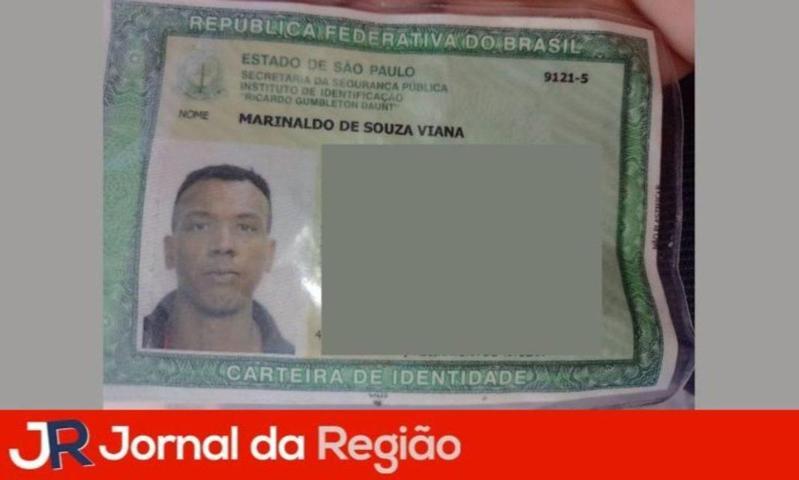 REPÚBLICA FEDERATIVA DO BRASIL
ESTADO DE SÃO PAULO
9121-5
SECRETARIA DA SEGURANÇA PÚBLICA
INSTITUTO DE IDENTIFICAÇÃO
"RICARDO GUMBLETON DAUNT"
NOME MARINALDO DE SOUZA VIANA
CARTEIRA DE IDENTIDADE
JR Jornal da Região